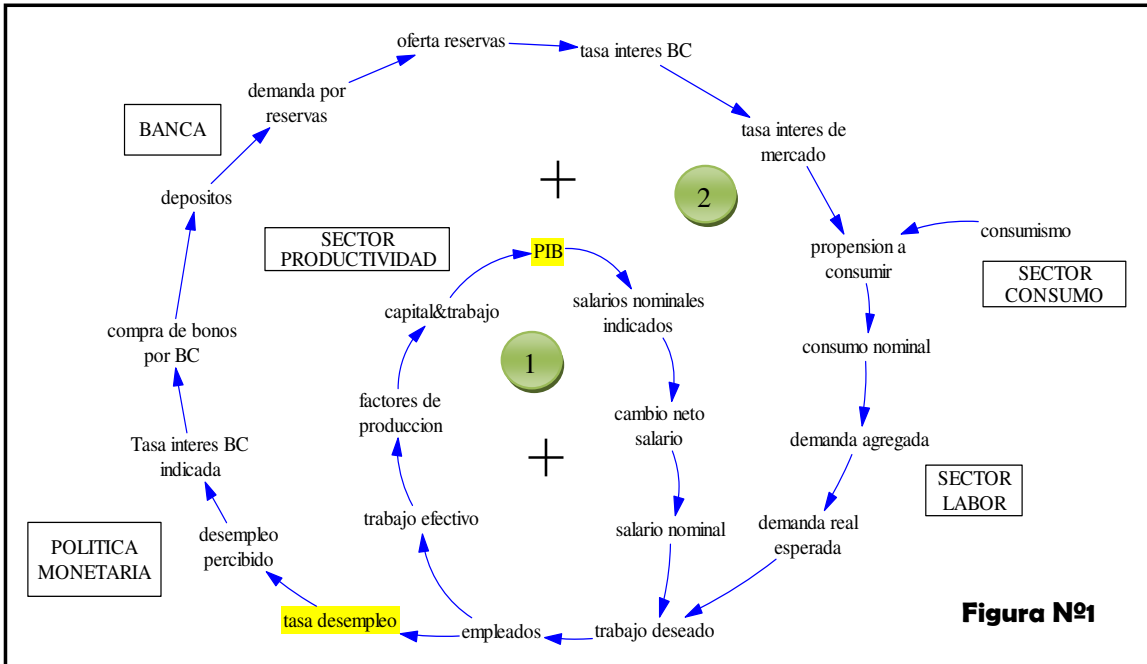 oferta reservas
tasa interes BC
demanda por
reservas
BANCA
tasa interes de
mercado
depositos
2
SECTOR
PRODUCTIVIDAD
PIB
propension a
consumir
consumismo
SECTOR
CONSUMO
capital&trabajo
salarios nominales
indicados
compra de bonos
por BC
1
consumo nominal
factores de
produccion
cambio neto
salario
Tasa interes BC
indicada
demanda agregada
SECTOR
LABOR
trabajo efectivo
salario nominal
demanda real
esperada
desempleo
percibido
POLITICA
MONETARIA
tasa desempleo
empleados
trabajo deseado
Figura Nº1